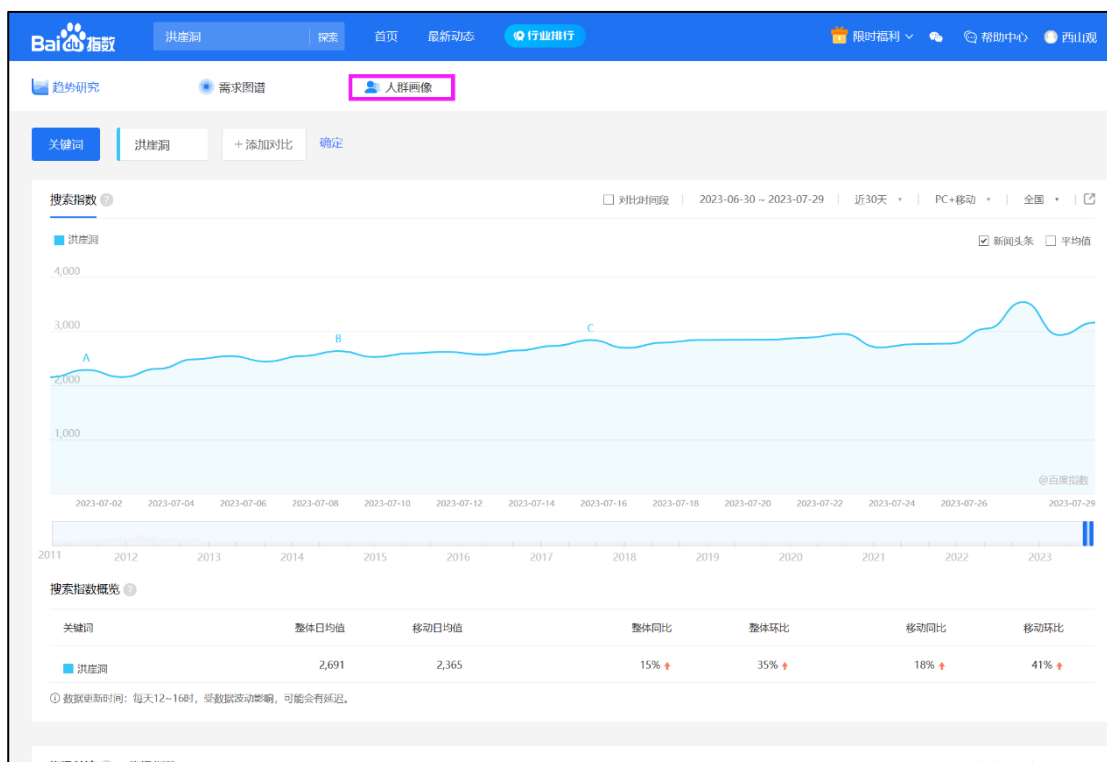 Bai du 指数 洪崖洞 探索 首页 最新动态 行业排行 限时福利 帮助中心 西山观
趋势研究 需求图谱 人群画像
关键词 洪崖洞 +添加对比 确定
搜索指数 ? 对比时间段 2023-06-30 ~ 2023-07-29 近30天 PC+移动 全国
洪崖洞 新闻头条 平均值
4,000
3,000
2,000
1,000
A
B
C
@百度指数
2023-07-02 2023-07-04 2023-07-06 2023-07-08 2023-07-10 2023-07-12 2023-07-14 2023-07-16 2023-07-18 2023-07-20 2023-07-22 2023-07-24 2023-07-26 2023-07-29
2011 2012 2013 2014 2015 2016 2017 2018 2019 2020 2021 2022 2023
搜索指数概览 ?
关键词 整体日均值 移动日均值 整体同比 整体环比 移动同比 移动环比
洪崖洞 2,691 2,365 15% 35% 18% 41%
数据更新时间：每天12~16时，受数据波动影响，可能会有延迟。